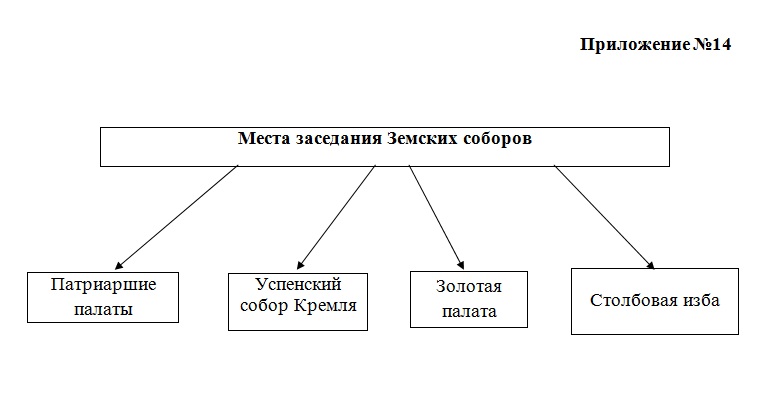 Приложение №14
Места заседания Земских соборов
Патриаршие
палаты
Успенский
собор Кремля
Золотая
палата
Столбовая изба